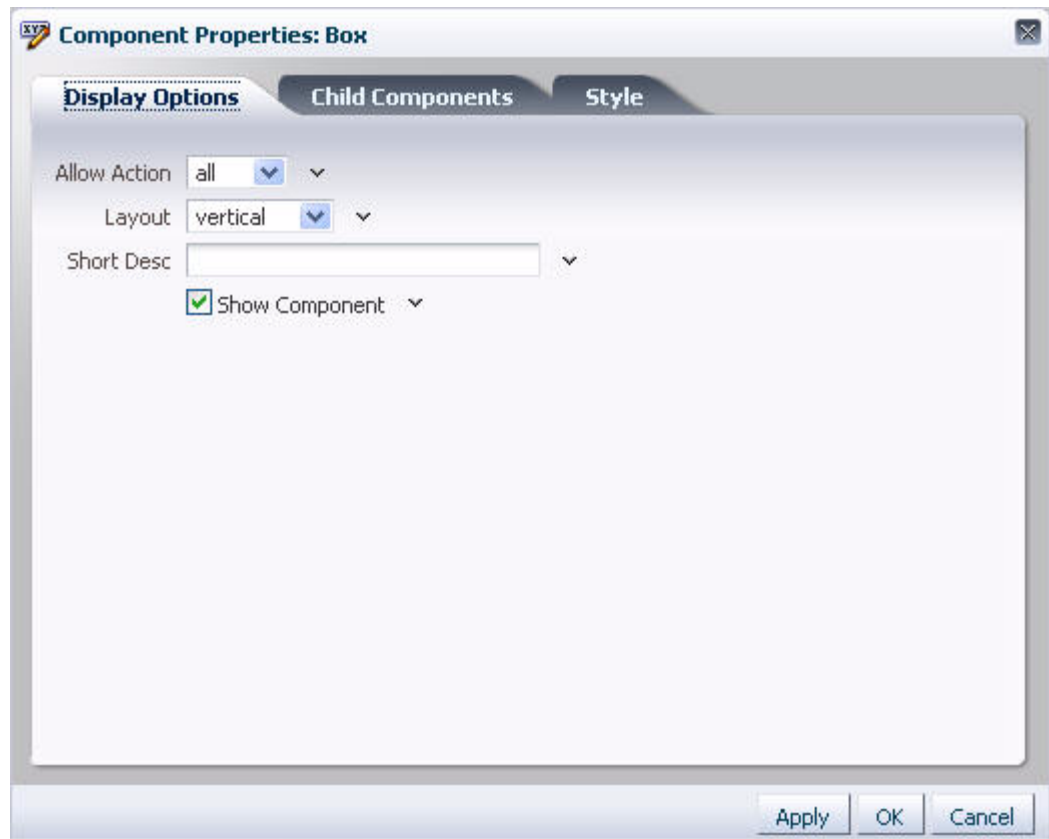 Component Properties: Box
Display Options Child Components Style
Allow Action all
Layout vertical
Short Desc
Show Component
Apply OK Cancel